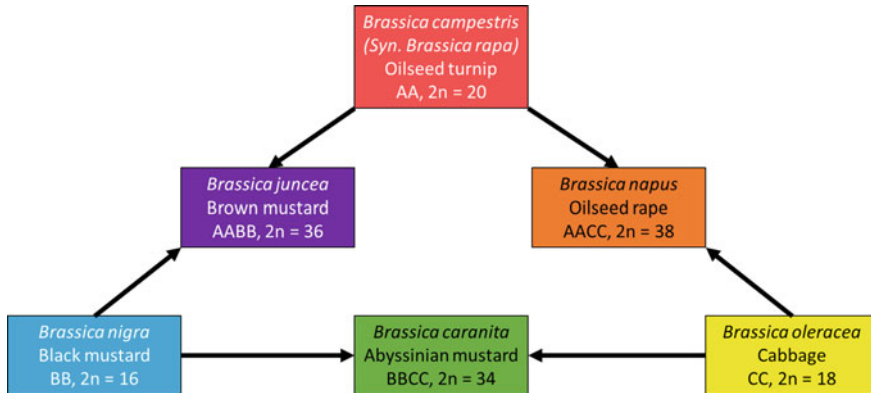 Brassica campestris
(Syn. Brassica rapa)
Oilseed turnip
AA, 2n = 20
Brassica juncea
Brown mustard
AABB, 2n = 36
Brassica napus
Oilseed rape
AACC, 2n = 38
Brassica nigra
Black mustard
BB, 2n = 16
Brassica caranita
Abyssinian mustard
BBCC, 2n = 34
Brassica oleracea
Cabbage
CC, 2n = 18